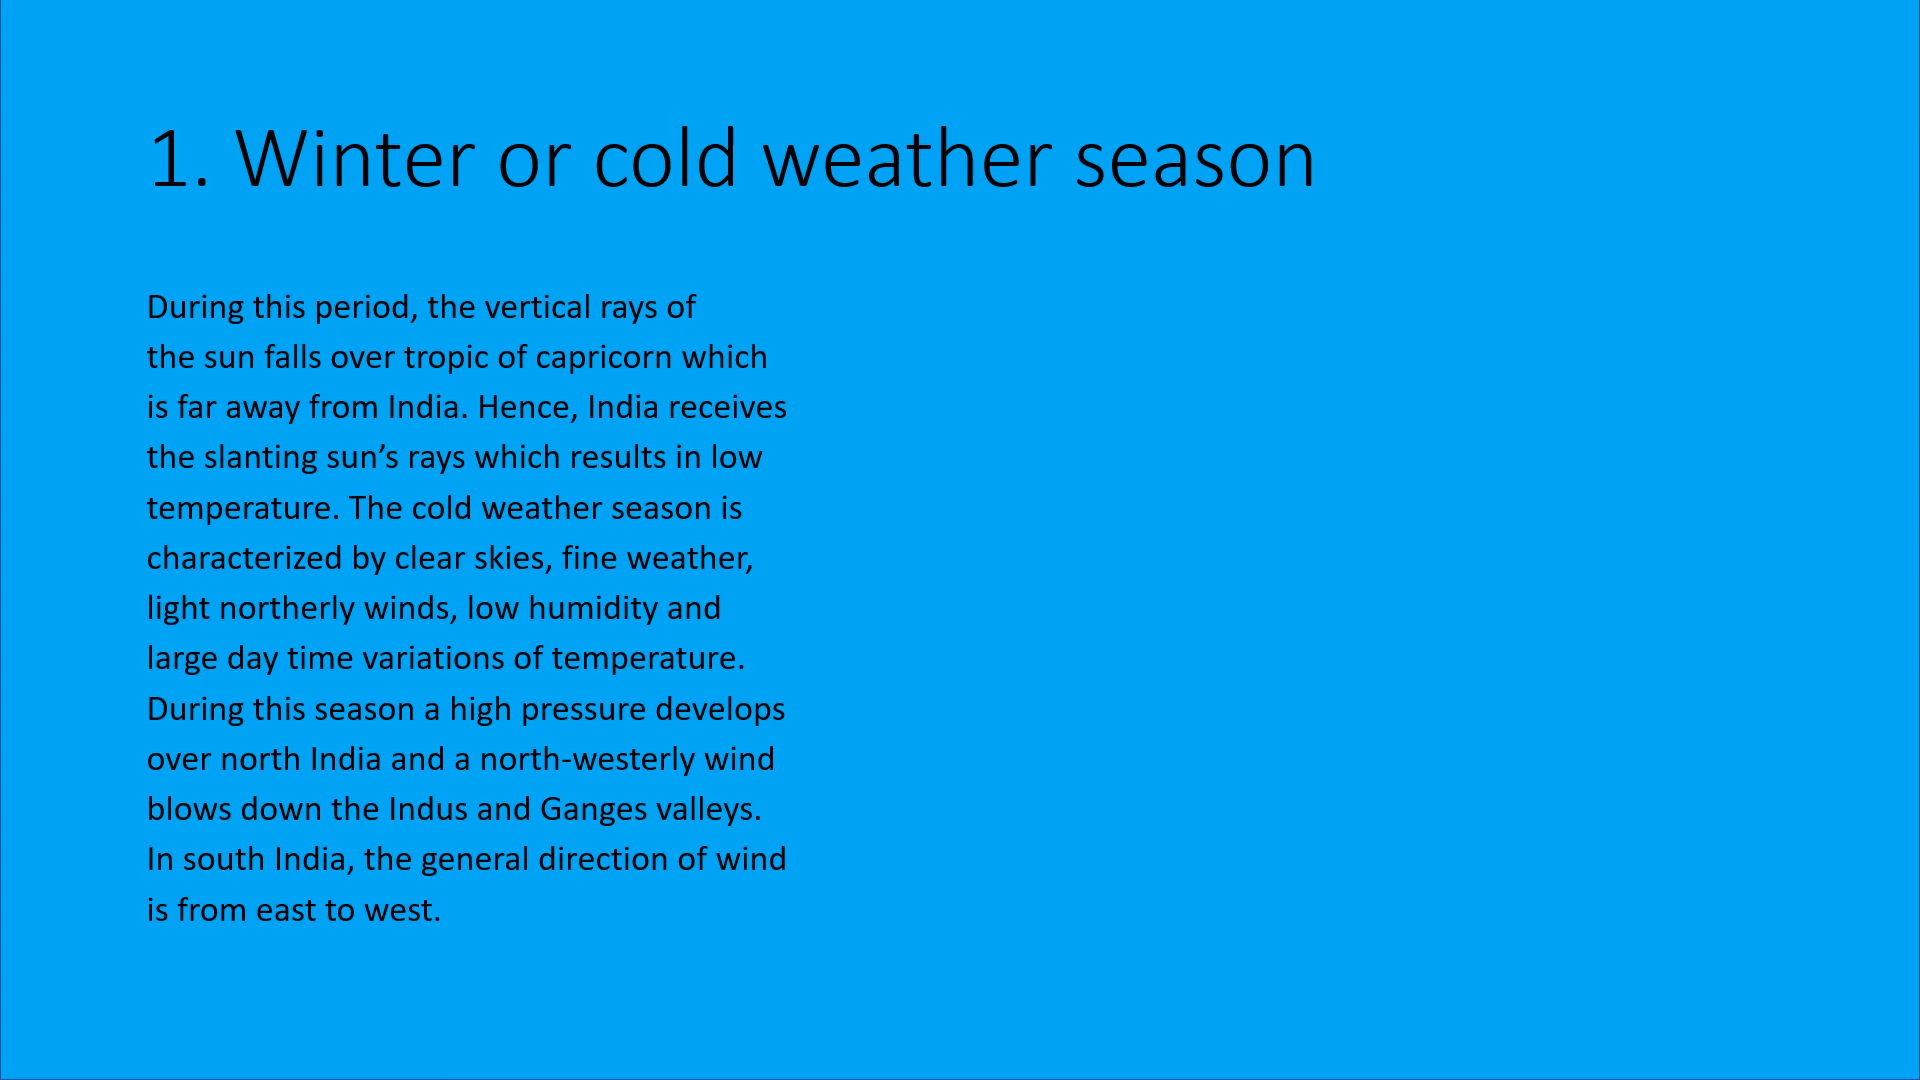 1. Winter or cold weather season
During this period, the vertical rays of
the sun falls over tropic of capricorn which
is far away from India. Hence, India receives
the slanting sun’s rays which results in low
temperature. The cold weather season is
characterized by clear skies, fine weather,
light northerly winds, low humidity and
large day time variations of temperature.
During this season a high pressure develops
over north India and a north-westerly wind
blows down the Indus and Ganges valleys.
In south India, the general direction of wind
is from east to west.